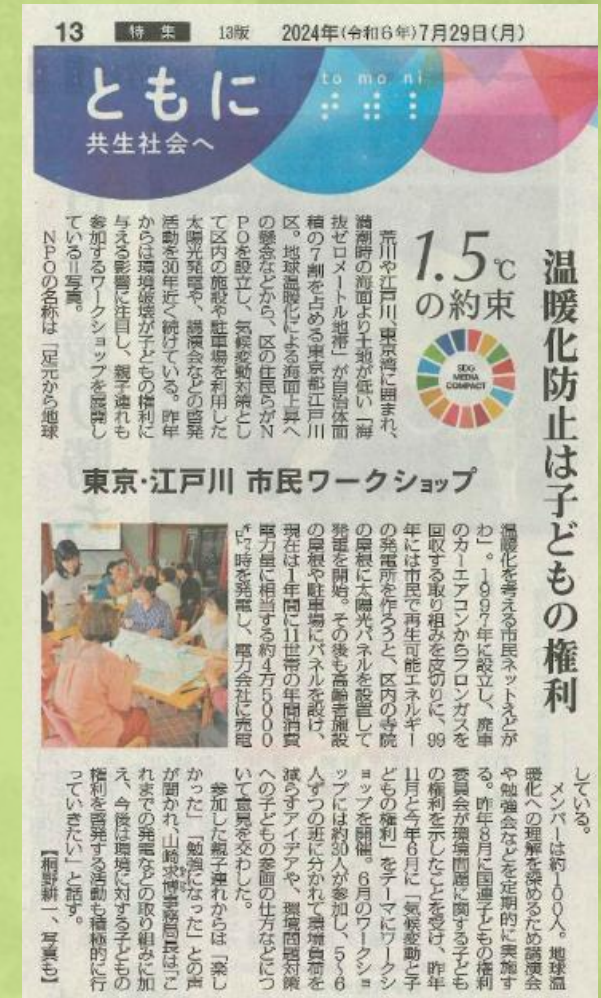 13 特集 13版 2024年(令和6年)7月29日(月)
to mo ni
ともに
共生社会へ
温暖化防止は子どもの権利
1.5℃
の約束
SDG
MEDIA
COMPACT
荒川や江戸川、東京湾に囲まれ、
満潮時の海面より土地が低い「海
抜ゼロメートル地帯」が自治体面
積の7割を占める東京都江戸川
区。地球温暖化による海面上昇へ
の懸念などから、区の住民らがN
POを設立し、気候変動対策とし
て区内の施設や駐車場を利用した
太陽光発電や、講演会などの啓発
活動を30年近く続けている。昨年
からは環境破壊が子どもの権利に
与える影響に注目し、親子連れも
参加するワークショップを展開し
ている＝写真。
NPOの名称は「足元から地球
東京・江戸川 市民ワークショップ
温暖化を考える市民ネットえどが
わ」。1997年に設立し、廃車
のカーエアコンからフロンガスを
回収する取り組みを皮切りに、99
年には市民で再生可能エネルギー
の発電所を作ろうと、区内の寺院
の屋根に太陽光パネルを設置して
発電を開始。その後も高齢者施設
の屋根や駐車場にパネルを設け、
現在は1年間に11世帯の年間消費
電力量に相当する約4万5000
㌔㍗時を発電し、電力会社に売電
している。
メンバーは約100人。地球温
暖化への理解を深めるため講演会
や勉強会などを定期的に実施す
る。昨年8月に国連子どもの権利
委員会が環境問題に関する子ども
の権利を示したことを受け、昨年
11月と今年6月に「気候変動と子
どもの権利」をテーマにワークシ
ョップを開催。6月のワークショ
ップには約30人が参加し、5～6
人ずつの班に分かれて環境負荷を
減らすアイデアや、環境問題対策
への子どもの参画の仕方などにつ
いて意見を交わした。
参加した親子連れからは「楽し
かった」「勉強になった」との声
が聞かれ、山﨑求博事務局長は「こ
れまでの発電などの取り組みに加
え、今後は環境に対する子どもの
権利を啓発する活動も積極的に行
っていきたい」と話す。
【桐野耕一、写真も】